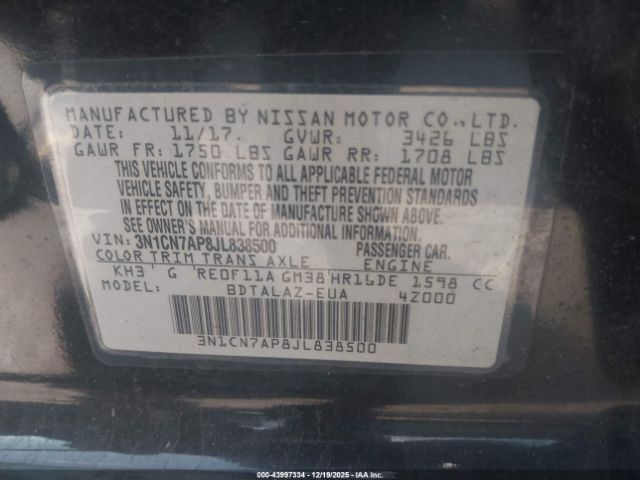 MANUFACTURED BY NISSAN MOTOR CO.,LTD.
DATE: 11/17. GVWR: 3426 LBS
GAWR FR: 1750 LBS GAWR RR: 1708 LBS
THIS VEHICLE CONFORMS TO ALL APPLICABLE FEDERAL MOTOR
VEHICLE SAFETY, BUMPER AND THEFT PREVENTION STANDARDS
IN EFFECT ON THE DATE OF MANUFACTURE SHOWN ABOVE.
SEE OWNER'S MANUAL FOR ADDITIONAL INFORMATION.
VIN: 3N1CN7AP8JL838500 PASSENGER CAR.
COLOR TRIM TRANS AXLE ENGINE
KH3 G RE0F11A GM38 HR16DE 1598 CC
MODEL: BDTALAZ-EUA 4Z000
3N1CN7AP8JL838500
00-43997334 - 12/19/2025 - IAA Inc.